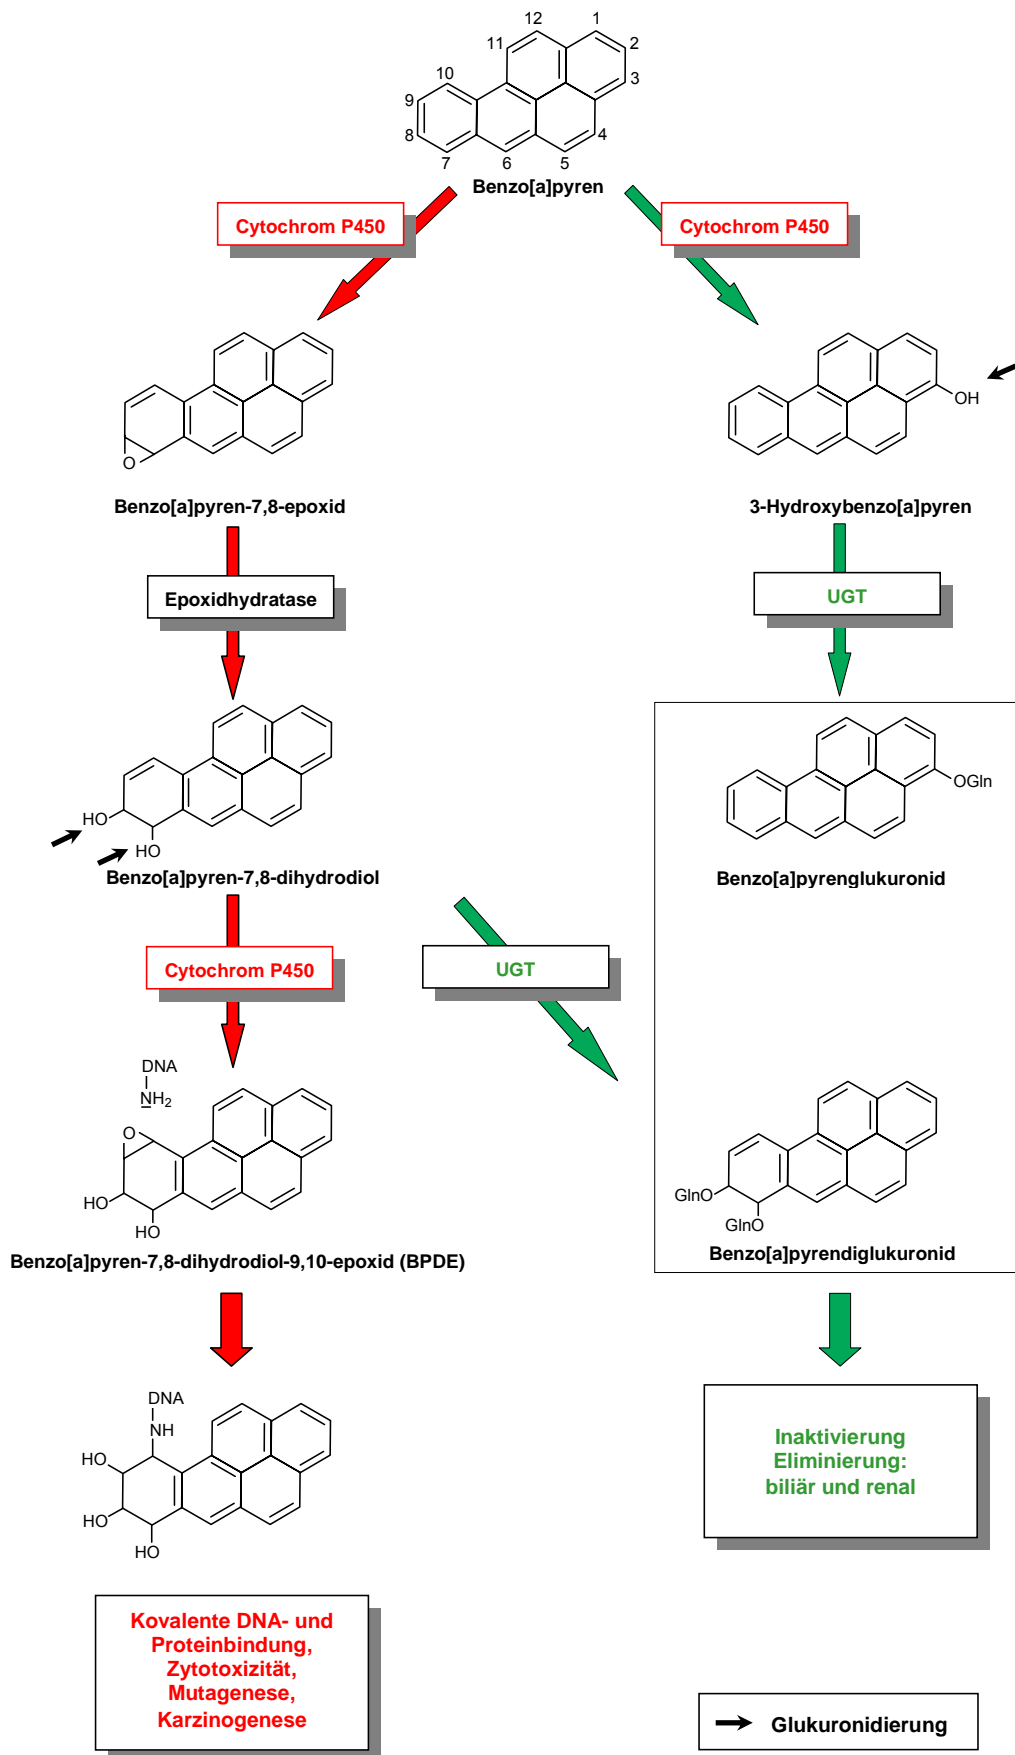 12
1
11
2
10
3
9
8
4
7
6
5
Benzo[a]pyren
Cytochrom P450
Cytochrom P450
O
OH
Benzo[a]pyren-7,8-epoxid
3-Hydroxybenzo[a]pyren
Epoxidhydratase
UGT
HO
HO
OGln
Benzo[a]pyren-7,8-dihydrodiol
Benzo[a]pyrenglukuronid
Cytochrom P450
UGT
DNA
NH2
O
HO
HO
GlnO
GlnO
Benzo[a]pyren-7,8-dihydrodiol-9,10-epoxid (BPDE)
Benzo[a]pyrendiglukuronid
DNA
NH
HO
HO
HO
Inaktivierung
Eliminierung:
biliär und renal
Kovalente DNA- und
Proteinbindung,
Zytotoxizität,
Mutagenese,
Karzinogenese
Glukuronidierung